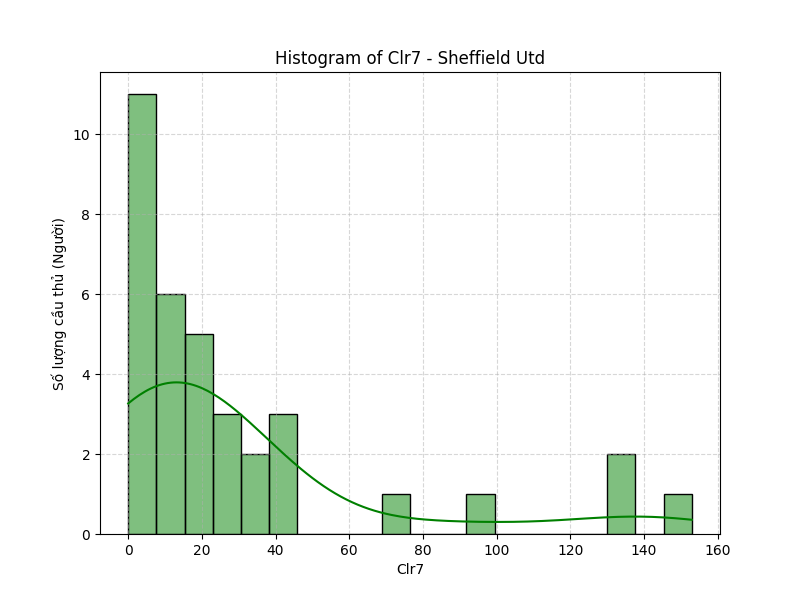 Histogram of Clr7 - Sheffield Utd
Số lượng cầu thủ (Người)
10
8
6
4
2
0
0 20 40 60 80 100 120 140 160
Clr7